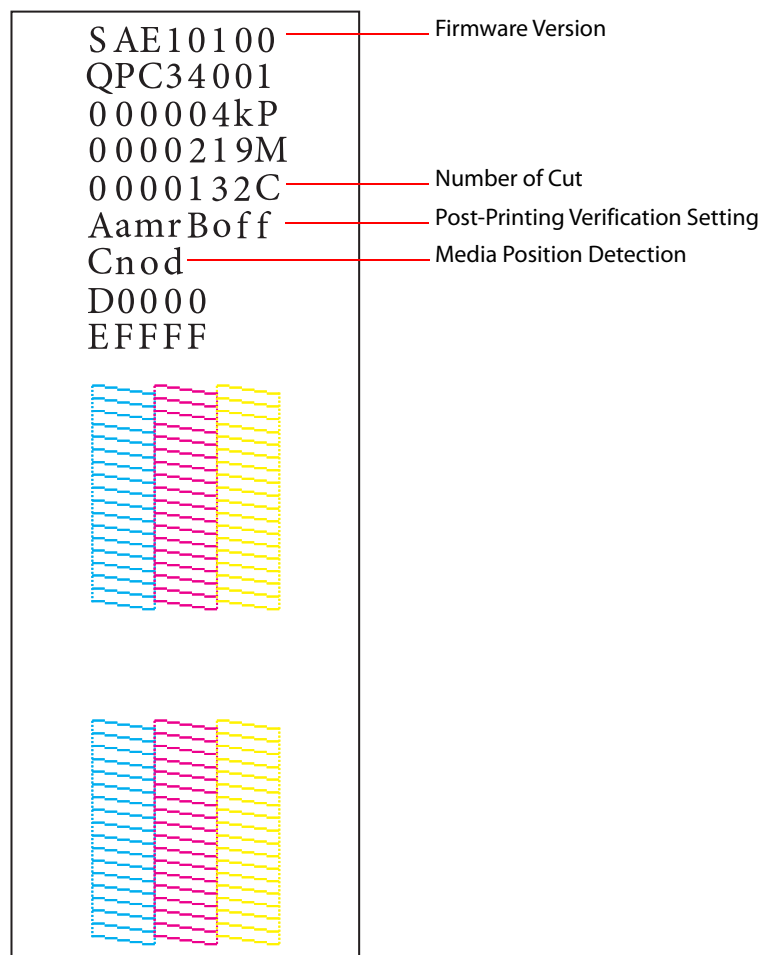 SAE10100 Firmware Version
QPC34001
000004kP
0000219M
0000132C Number of Cut
AamrBoff Post-Printing Verification Setting
Cnod Media Position Detection
D0000
EFFFF